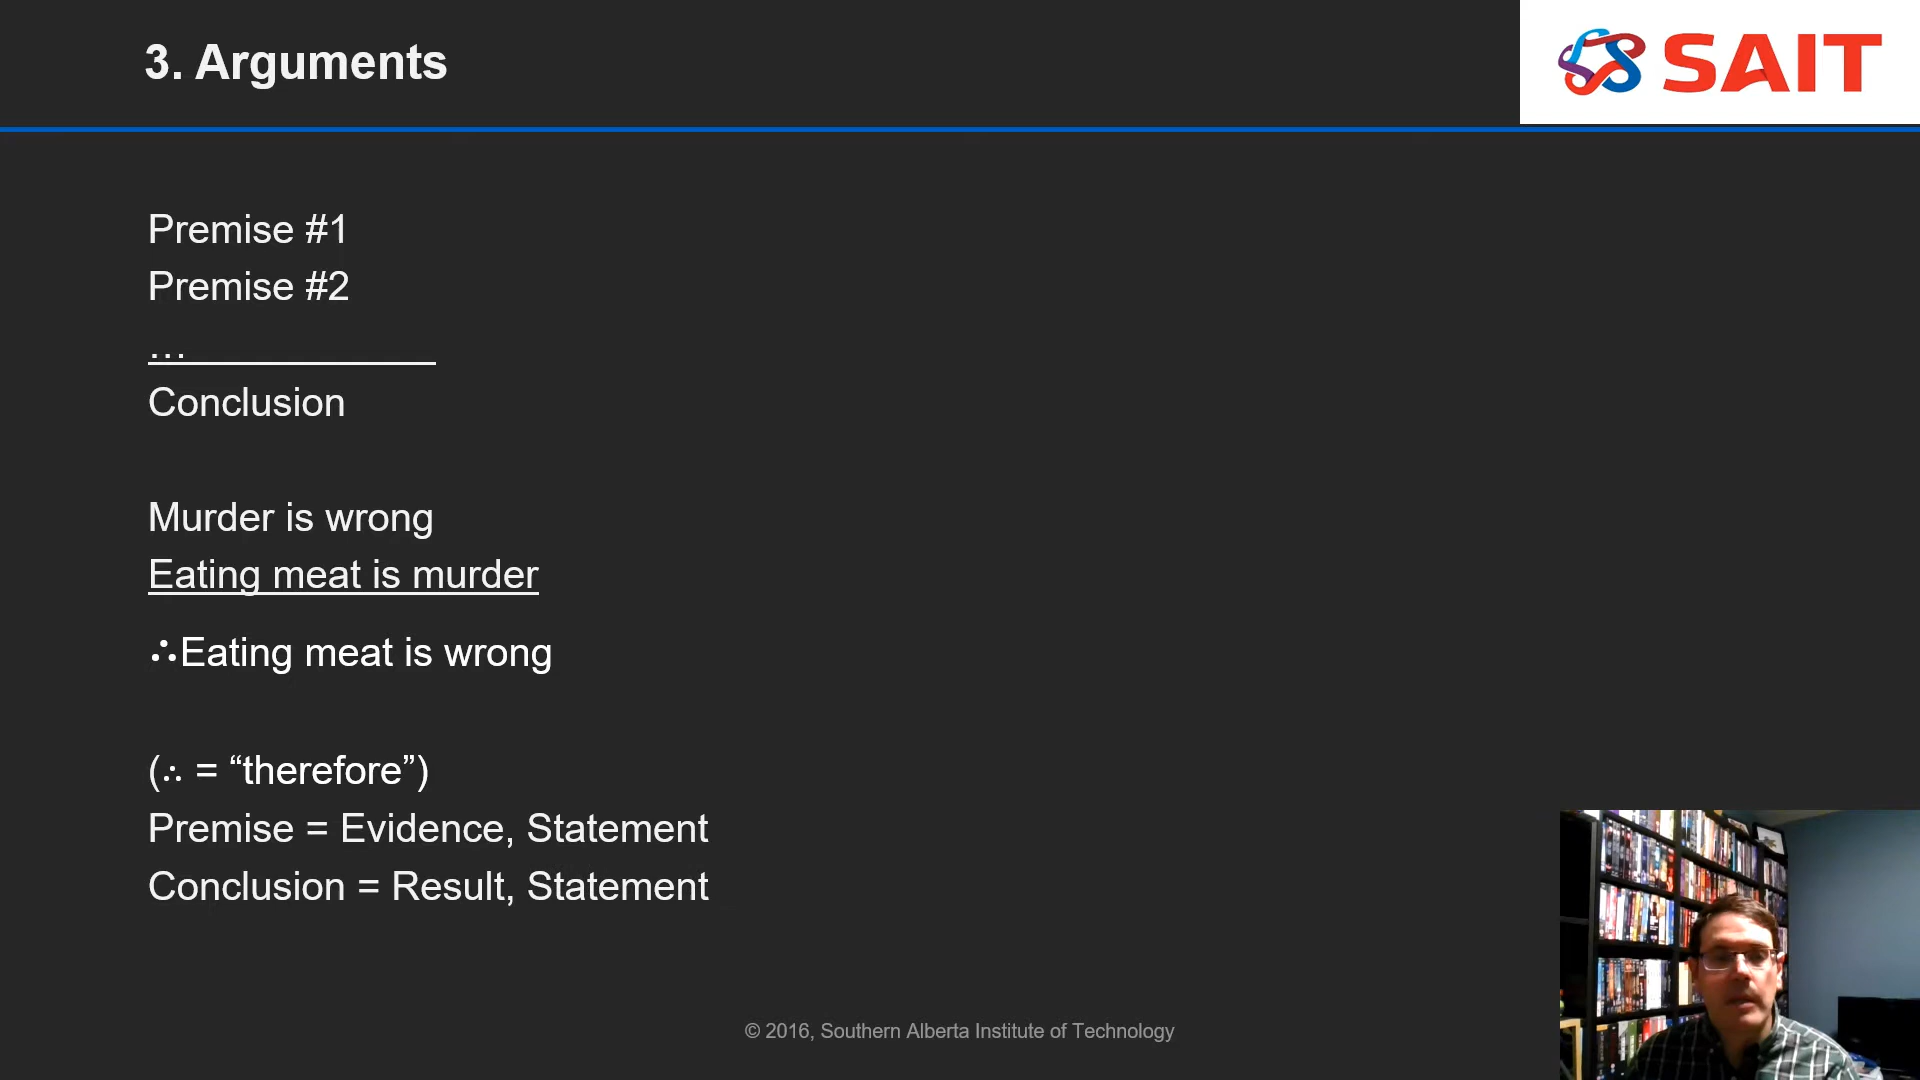 3. Arguments
SAIT
Premise #1
Premise #2
...
Conclusion
Murder is wrong
Eating meat is murder
∴Eating meat is wrong
(∴ = “therefore”)
Premise = Evidence, Statement
Conclusion = Result, Statement
© 2016, Southern Alberta Institute of Technology